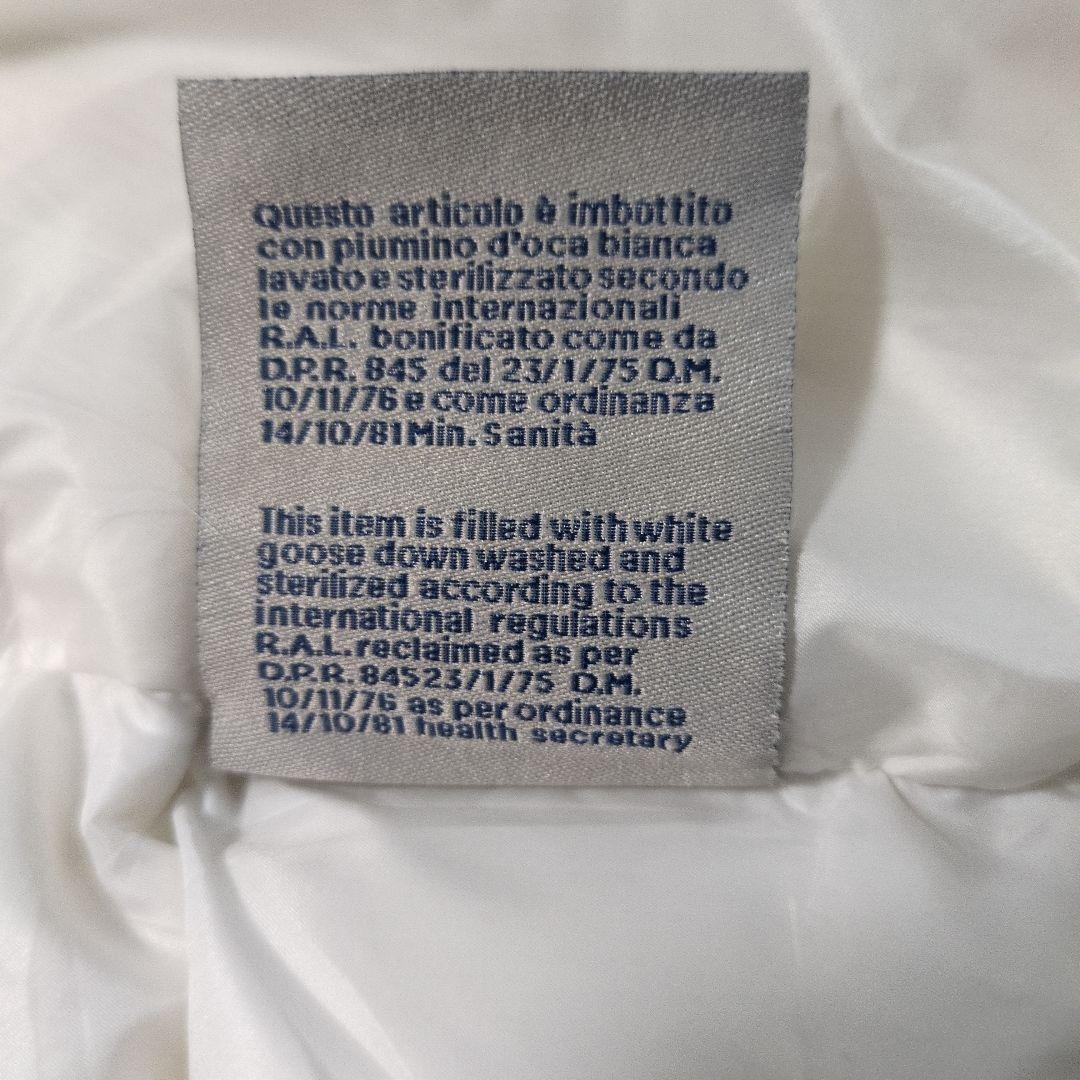 Questo articolo è imbottito
con piumino d'oca bianca
lavato e sterilizzato secondo
le norme internazionali
R.A.L. bonificato come da
D.P.R. 845 del 23/1/75 D.M.
10/11/76 e come ordinanza
14/10/81 Min. Sanità
This item is filled with white
goose down washed and
sterilized according to the
international regulations
R.A.L. reclaimed as per
D.P.R. 84523/1/75 D.M.
10/11/76 as per ordinance
14/10/81 health secretary